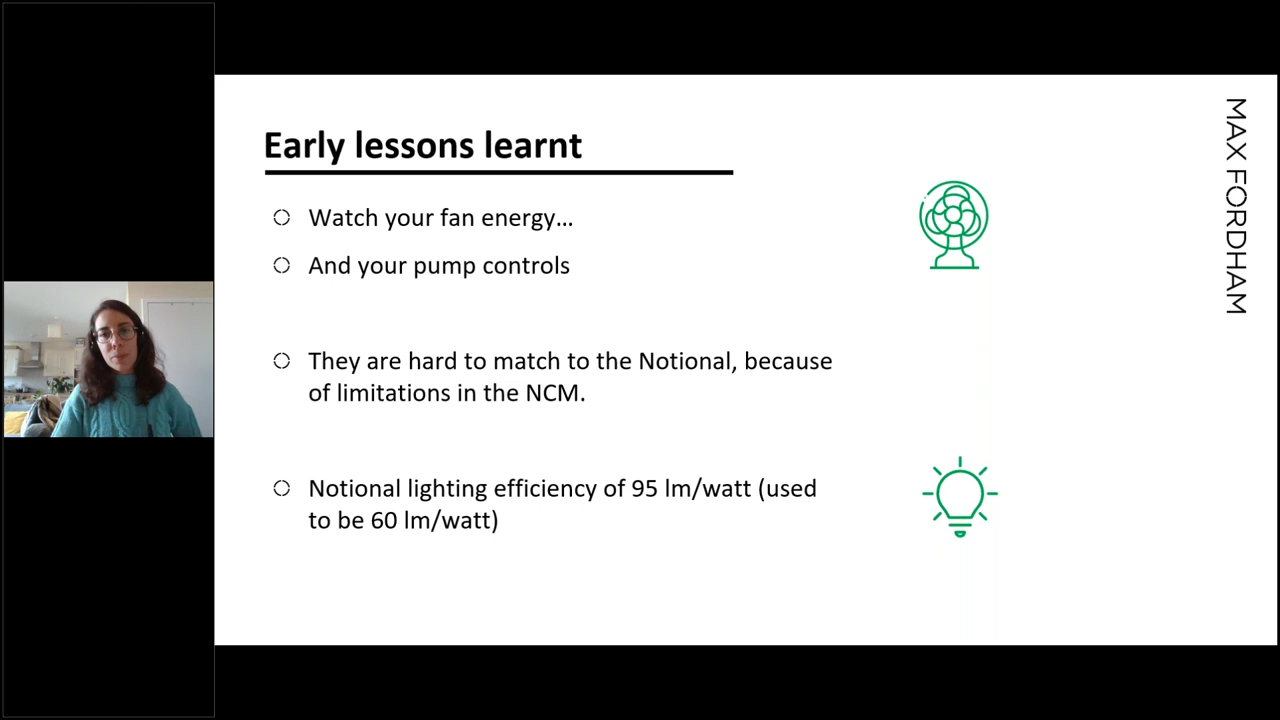 Early lessons learnt
Watch your fan energy...
And your pump controls
They are hard to match to the Notional, because
of limitations in the NCM.
Notional lighting efficiency of 95 lm/watt (used
to be 60 lm/watt)
MAX FORDHAM